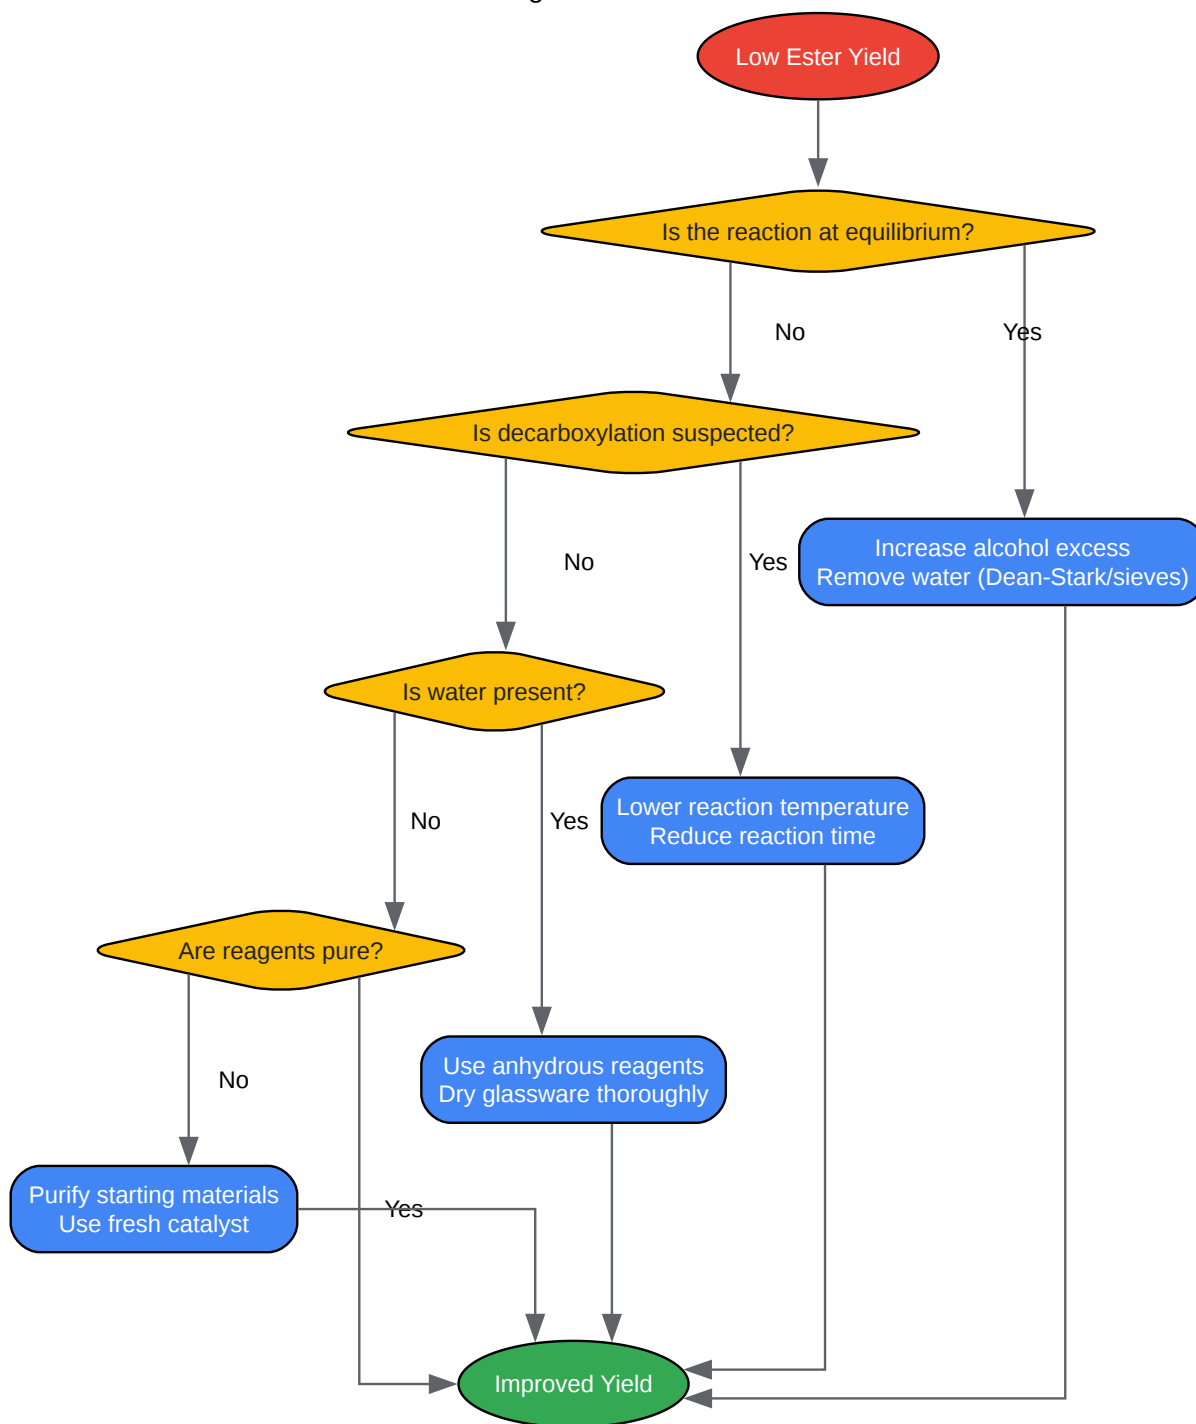 Low Ester Yield
Is the reaction at equilibrium?
No
Yes
Is decarboxylation suspected?
No
Yes
Increase alcohol excess
Remove water (Dean-Stark/sieves)
Is water present?
No
Yes
Lower reaction temperature
Reduce reaction time
Are reagents pure?
No
Use anhydrous reagents
Dry glassware thoroughly
Purify starting materials
Use fresh catalyst
Yes
Improved Yield